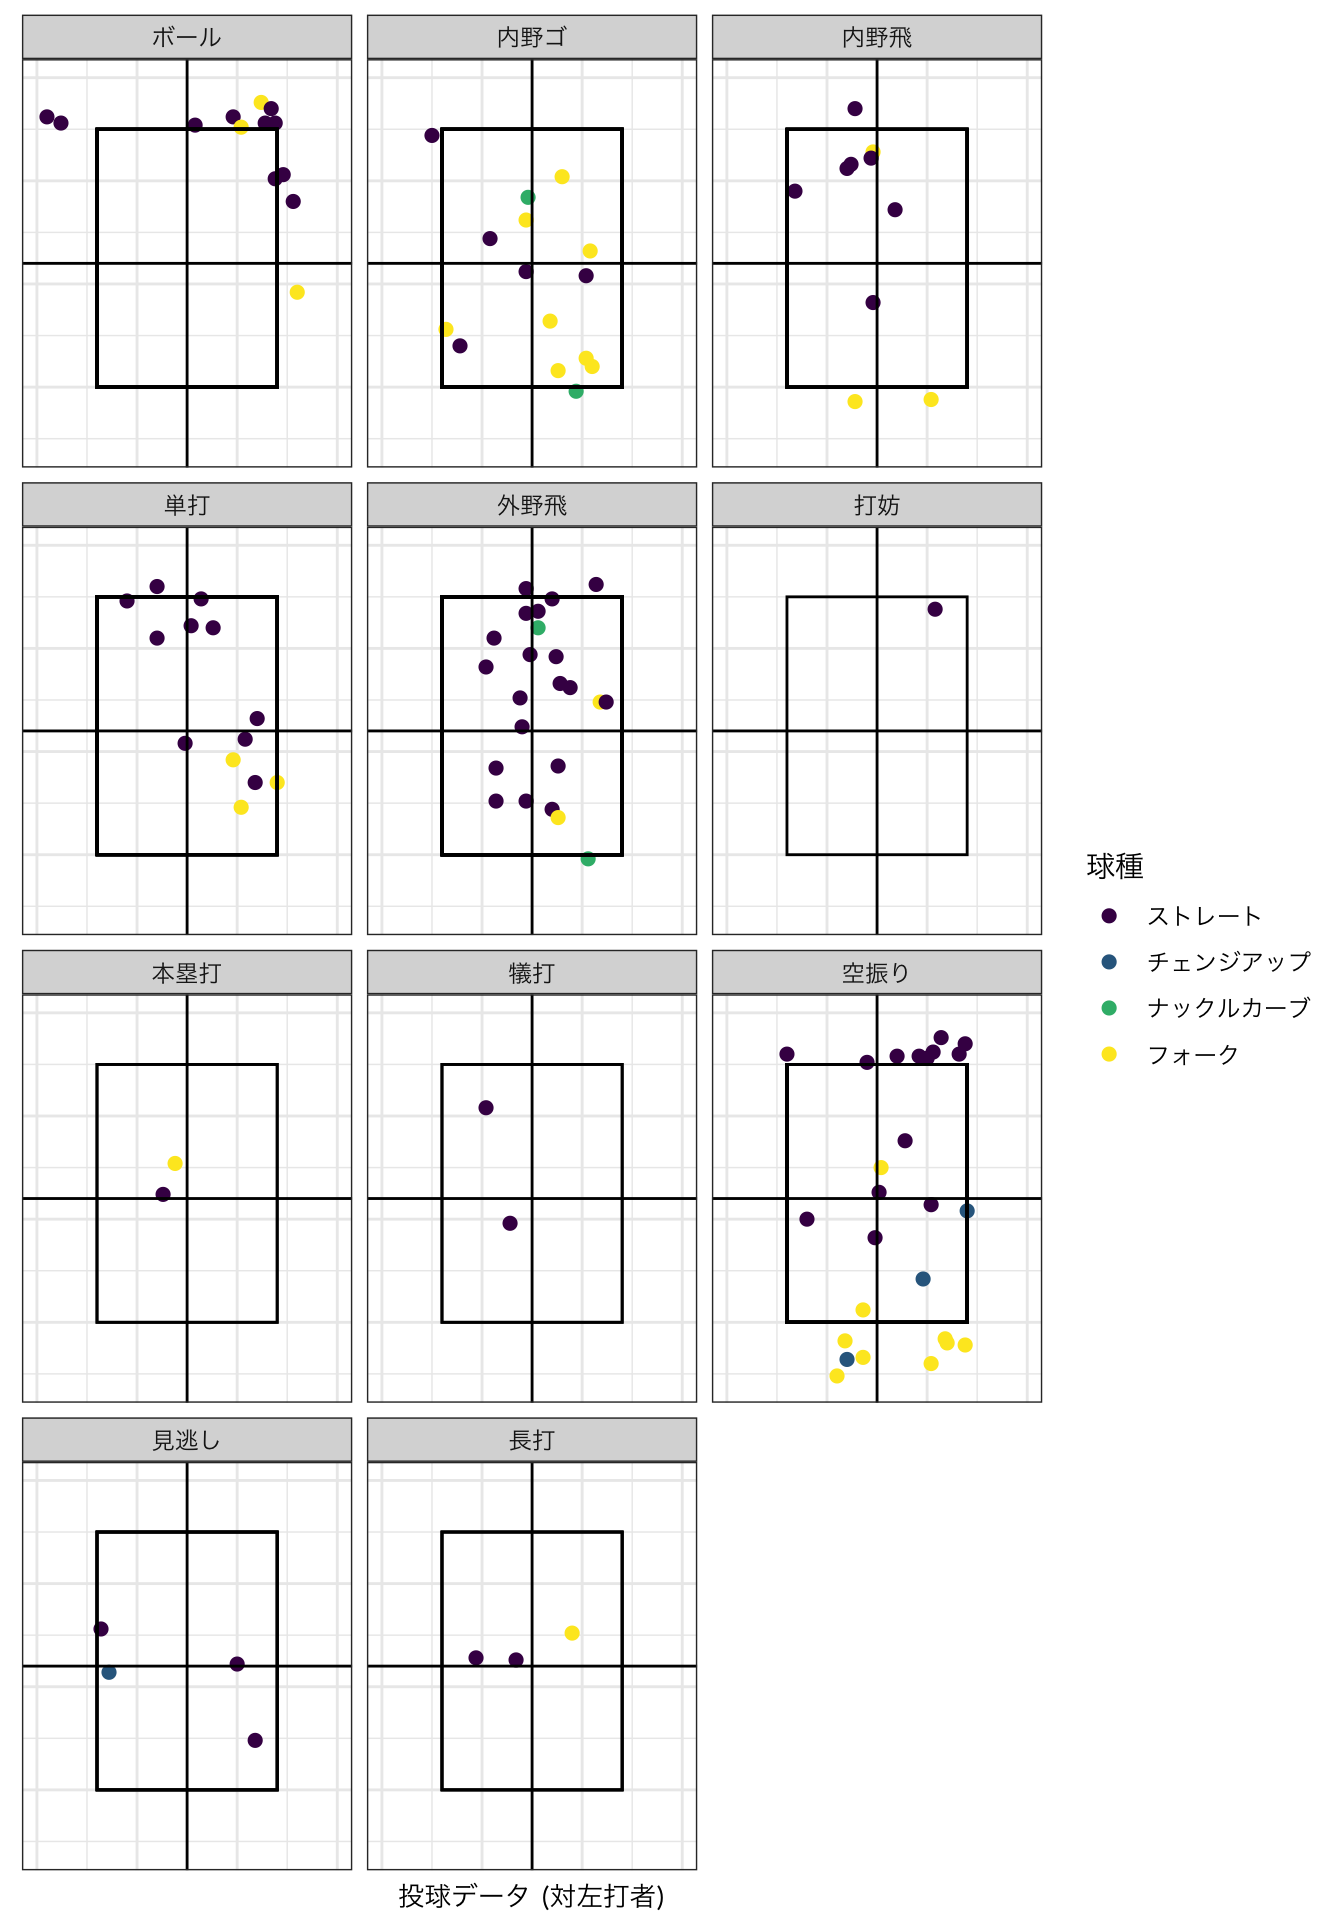 ボール
内野ゴ
内野飛
単打
外野飛
打妨
本塁打
犠打
空振り
見逃し
長打
球種
ストレート
チェンジアップ
ナックルカーブ
フォーク
投球データ (対左打者)